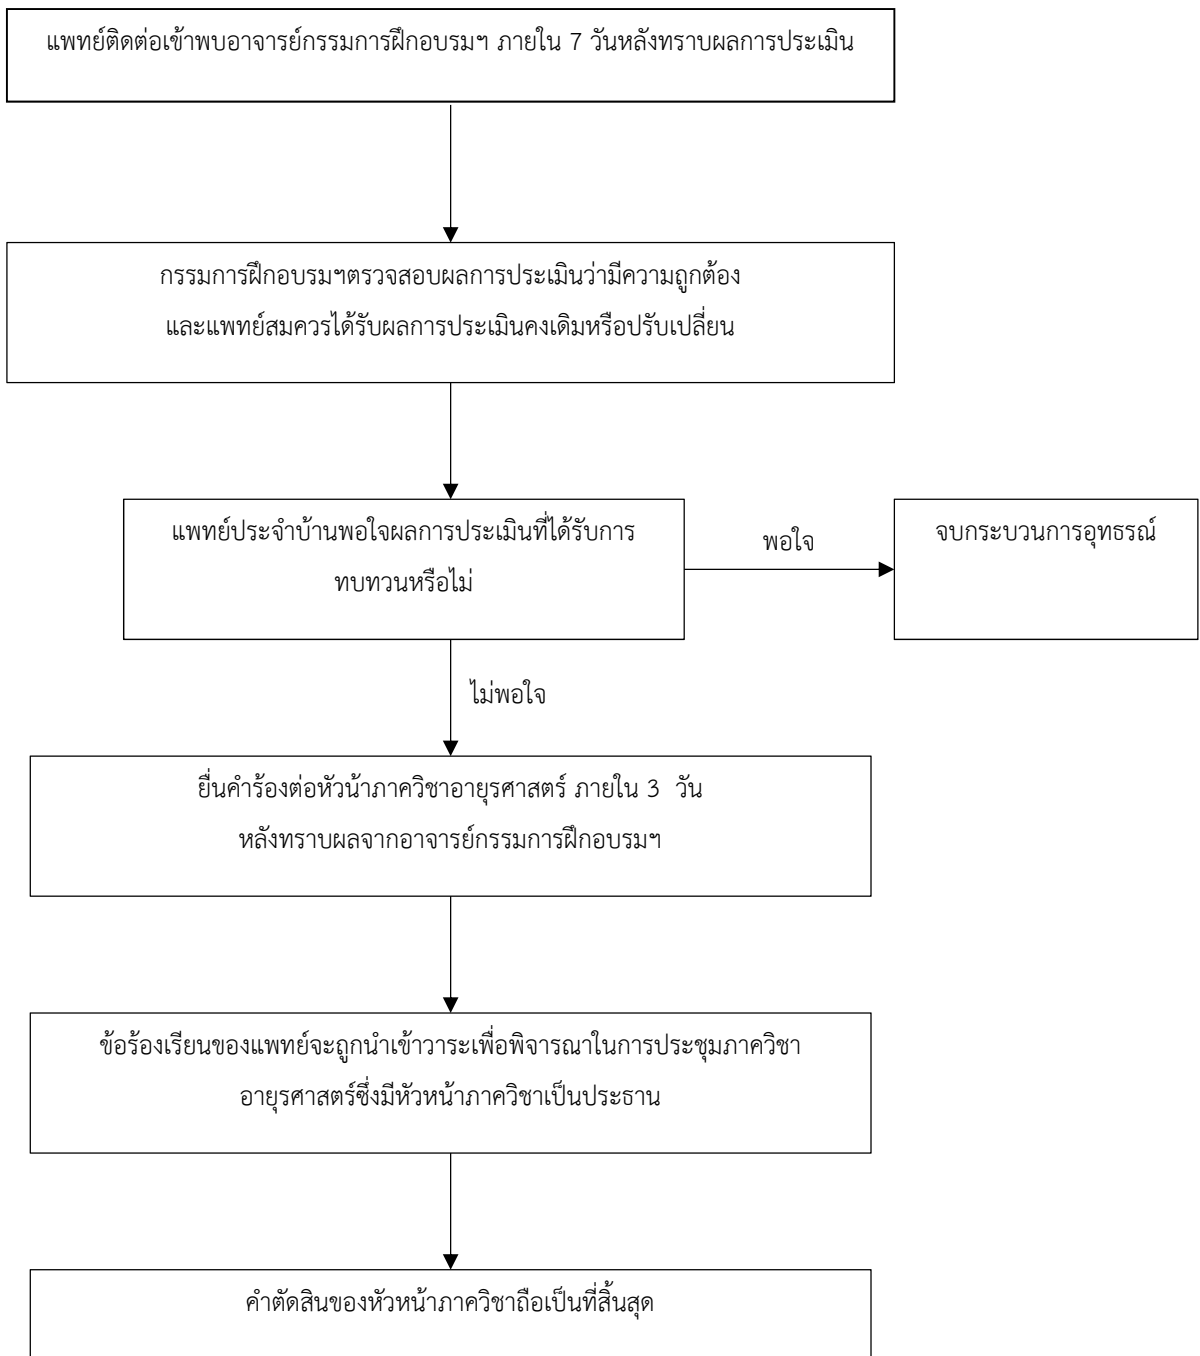 แพทย์ติดต่อเข้าพบอาจารย์กรรมการฝึกอบรมฯ ภายใน 7 วันหลังทราบผลการประเมิน
กรรมการฝึกอบรมฯตรวจสอบผลการประเมินว่ามีความถูกต้อง
และแพทย์สมควรได้รับผลการประเมินคงเดิมหรือปรับเปลี่ยน
แพทย์ประจำบ้านพอใจผลการประเมินที่ได้รับการ
ทบทวนหรือไม่
พอใจ
จบกระบวนการอุทธรณ์
ไม่พอใจ
ยื่นคำร้องต่อหัวน้าภาควิชาอายุรศาสตร์ ภายใน 3 วัน
หลังทราบผลจากอาจารย์กรรมการฝึกอบรมฯ
ข้อร้องเรียนของแพทย์จะถูกนำเข้าวาระเพื่อพิจารณาในการประชุมภาควิชา
อายุรศาสตร์ซึ่งมีหัวหน้าภาควิชาเป็นประธาน
คำตัดสินของหัวหน้าภาควิชาถือเป็นที่สิ้นสุด